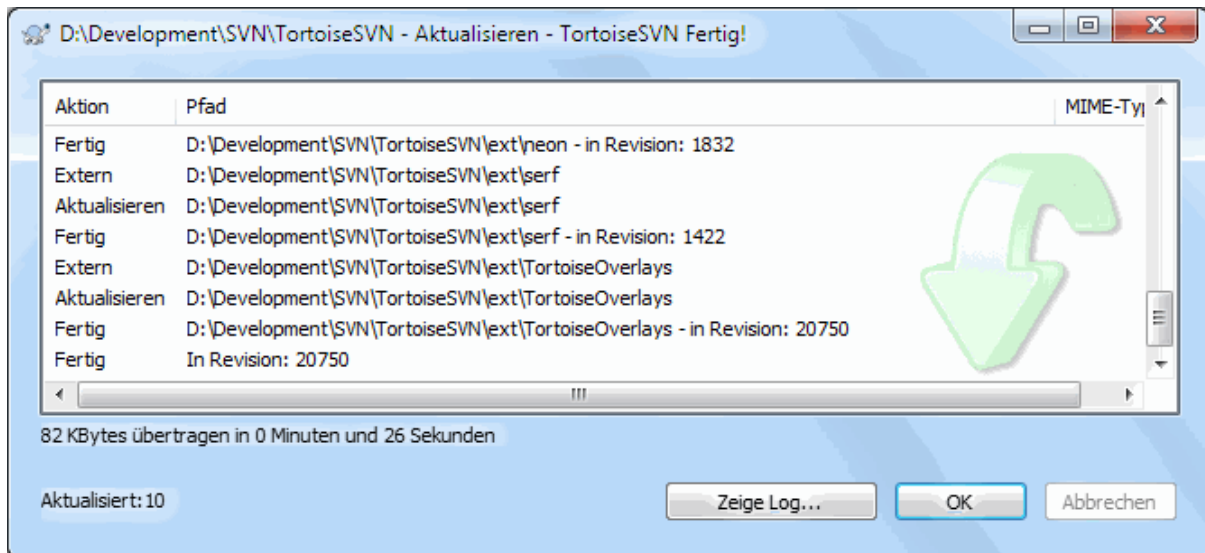 D:\Development\SVN\TortoiseSVN - Aktualisieren - TortoiseSVN Fertig!
Aktion Pfad MIME-Ty
Fertig D:\Development\SVN\TortoiseSVN\ext\neon - in Revision: 1832
Extern D:\Development\SVN\TortoiseSVN\ext\serf
Aktualisieren D:\Development\SVN\TortoiseSVN\ext\serf
Fertig D:\Development\SVN\TortoiseSVN\ext\serf - in Revision: 1422
Extern D:\Development\SVN\TortoiseSVN\ext\TortoiseOverlays
Aktualisieren D:\Development\SVN\TortoiseSVN\ext\TortoiseOverlays
Fertig D:\Development\SVN\TortoiseSVN\ext\TortoiseOverlays - in Revision: 20750
Fertig In Revision: 20750
82 KBytes übertragen in 0 Minuten und 26 Sekunden
Aktualisiert: 10 Zeige Log... OK Abbrechen